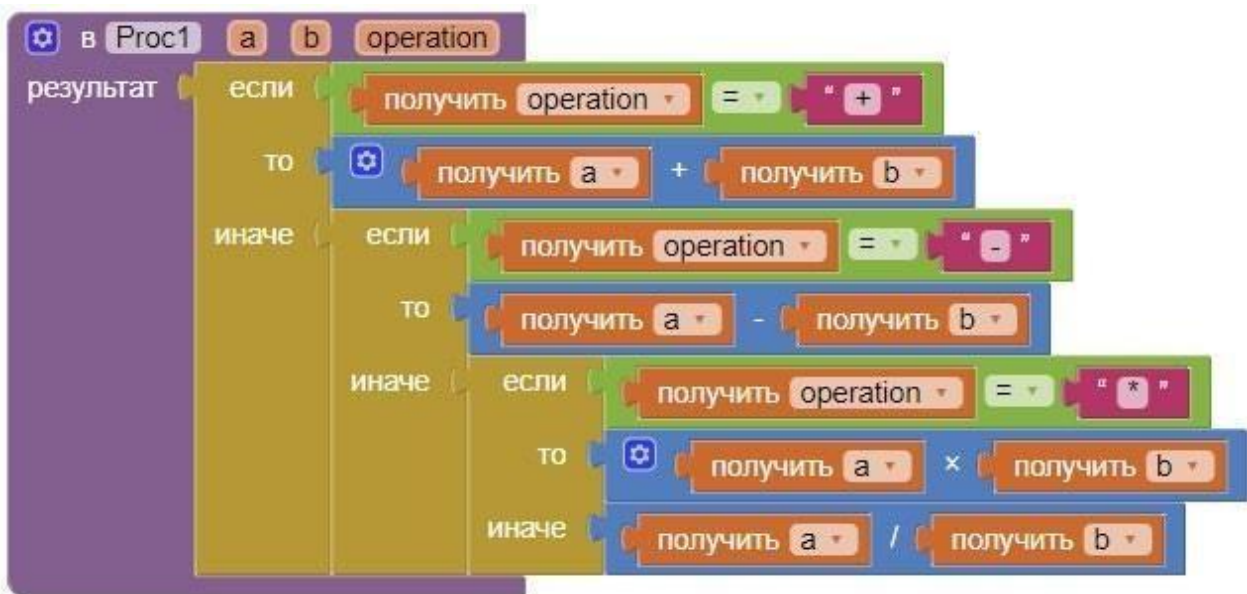 в Proc1 a b operation
результат если получить operation = " + "
то получить a + получить b
иначе если получить operation = " - "
то получить a - получить b
иначе если получить operation = " * "
то получить a × получить b
иначе получить a / получить b